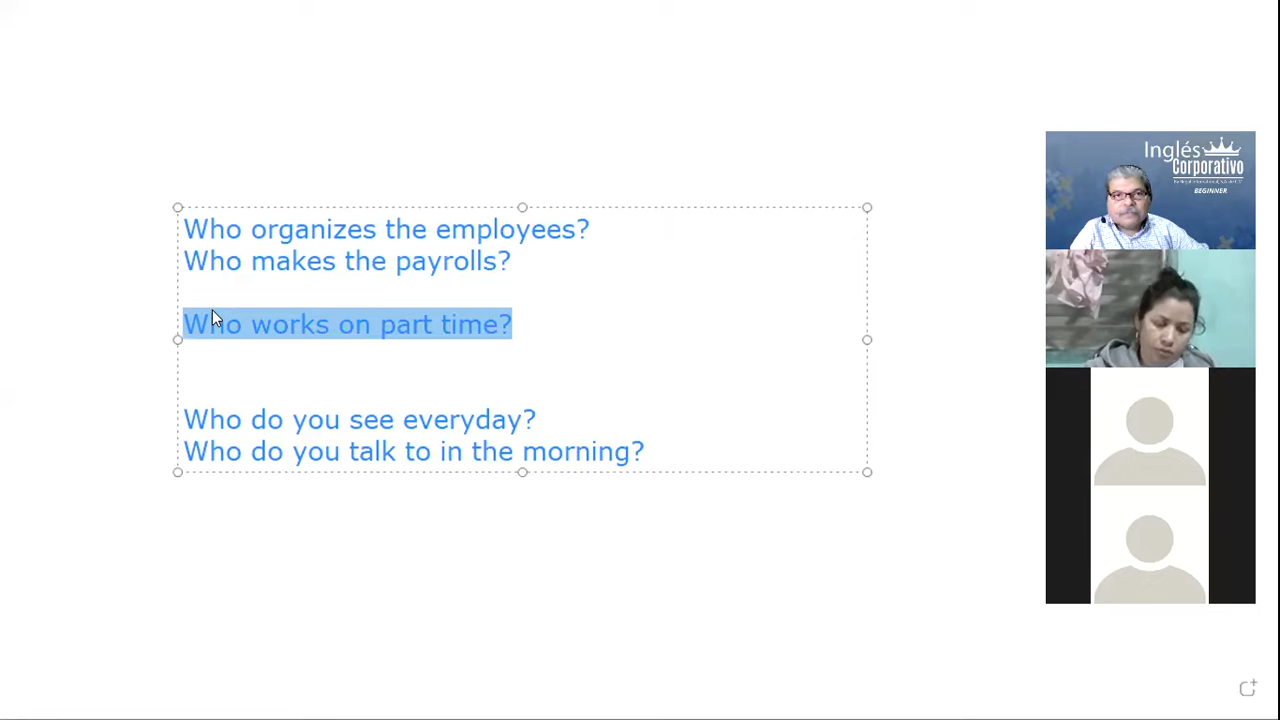 Who organizes the employees?
Who makes the payrolls?
Who works on part time?
Who do you see everyday?
Who do you talk to in the morning?
Inglés
Corporativo
BEGINNER